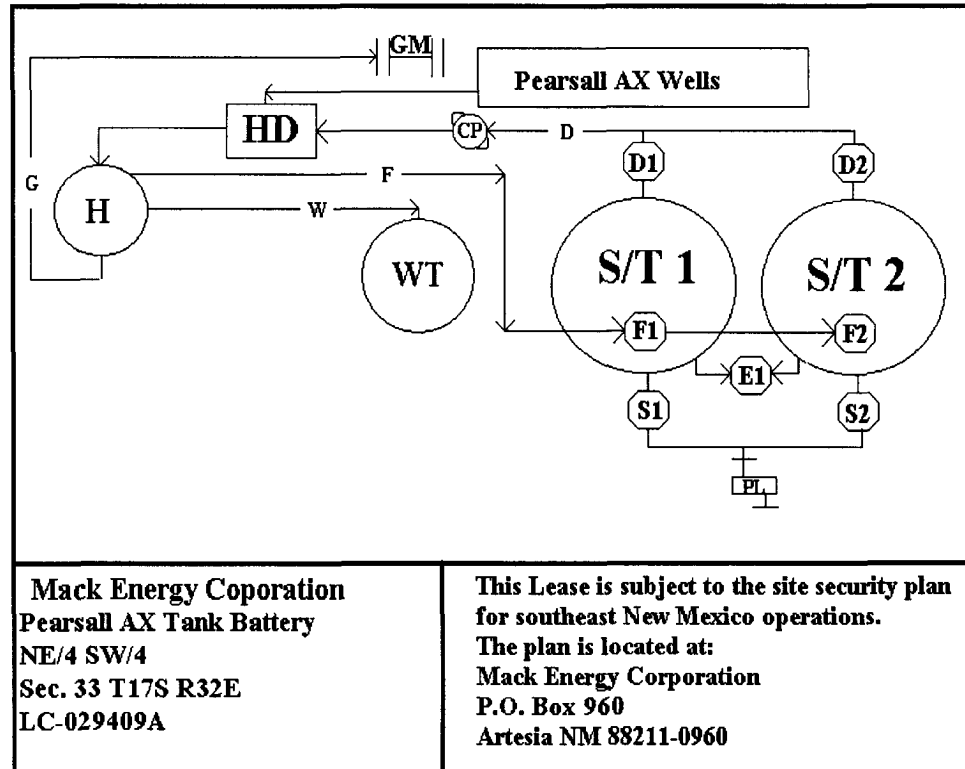 GM
Pearsall AX Wells
HD
CP
D
D1
D2
G
H
F
W
WT
S/T 1
S/T 2
F1
F2
E1
S1
S2
PL
Mack Energy Coporation
Pearsall AX Tank Battery
NE/4 SW/4
Sec. 33 T17S R32E
LC-029409A
This Lease is subject to the site security plan
for southeast New Mexico operations.
The plan is located at:
Mack Energy Corporation
P.O. Box 960
Artesia NM 88211-0960